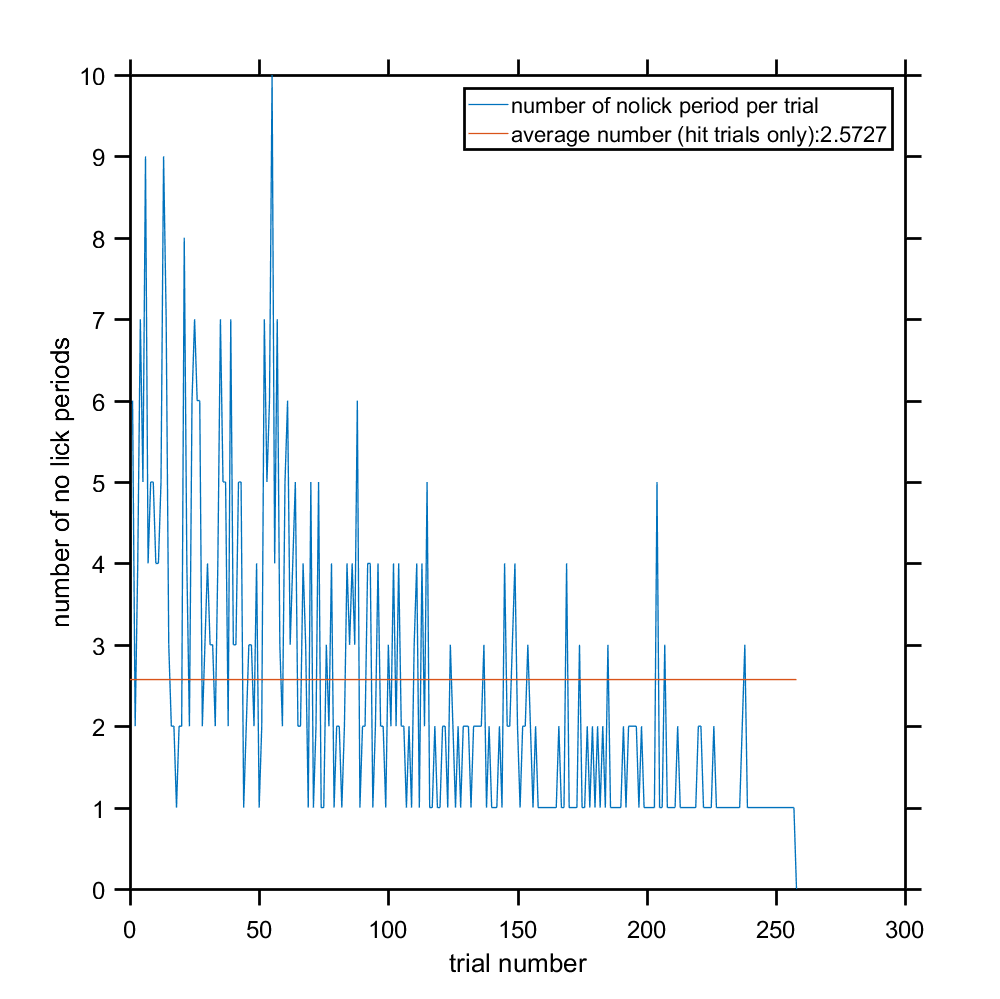 number of nolick period per trial
average number (hit trials only):2.5727
10
9
8
7
6
5
4
3
2
1
0
number of no lick periods
0 50 100 150 200 250 300
trial number